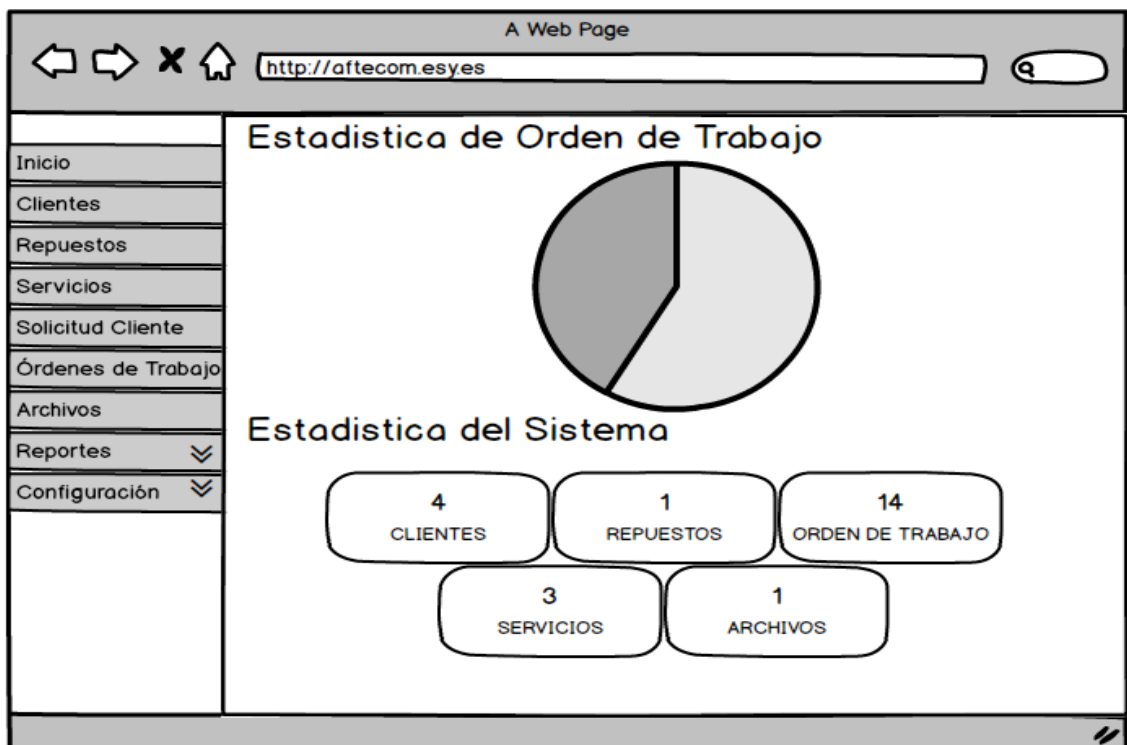 A Web Page
http://aftecom.esy.es
Inicio
Clientes
Repuestos
Servicios
Solicitud Cliente
Órdenes de Trabajo
Archivos
Reportes
Configuración
Estadistica de Orden de Trabajo
Estadistica del Sistema
4
CLIENTES
1
REPUESTOS
14
ORDEN DE TRABAJO
3
SERVICIOS
1
ARCHIVOS